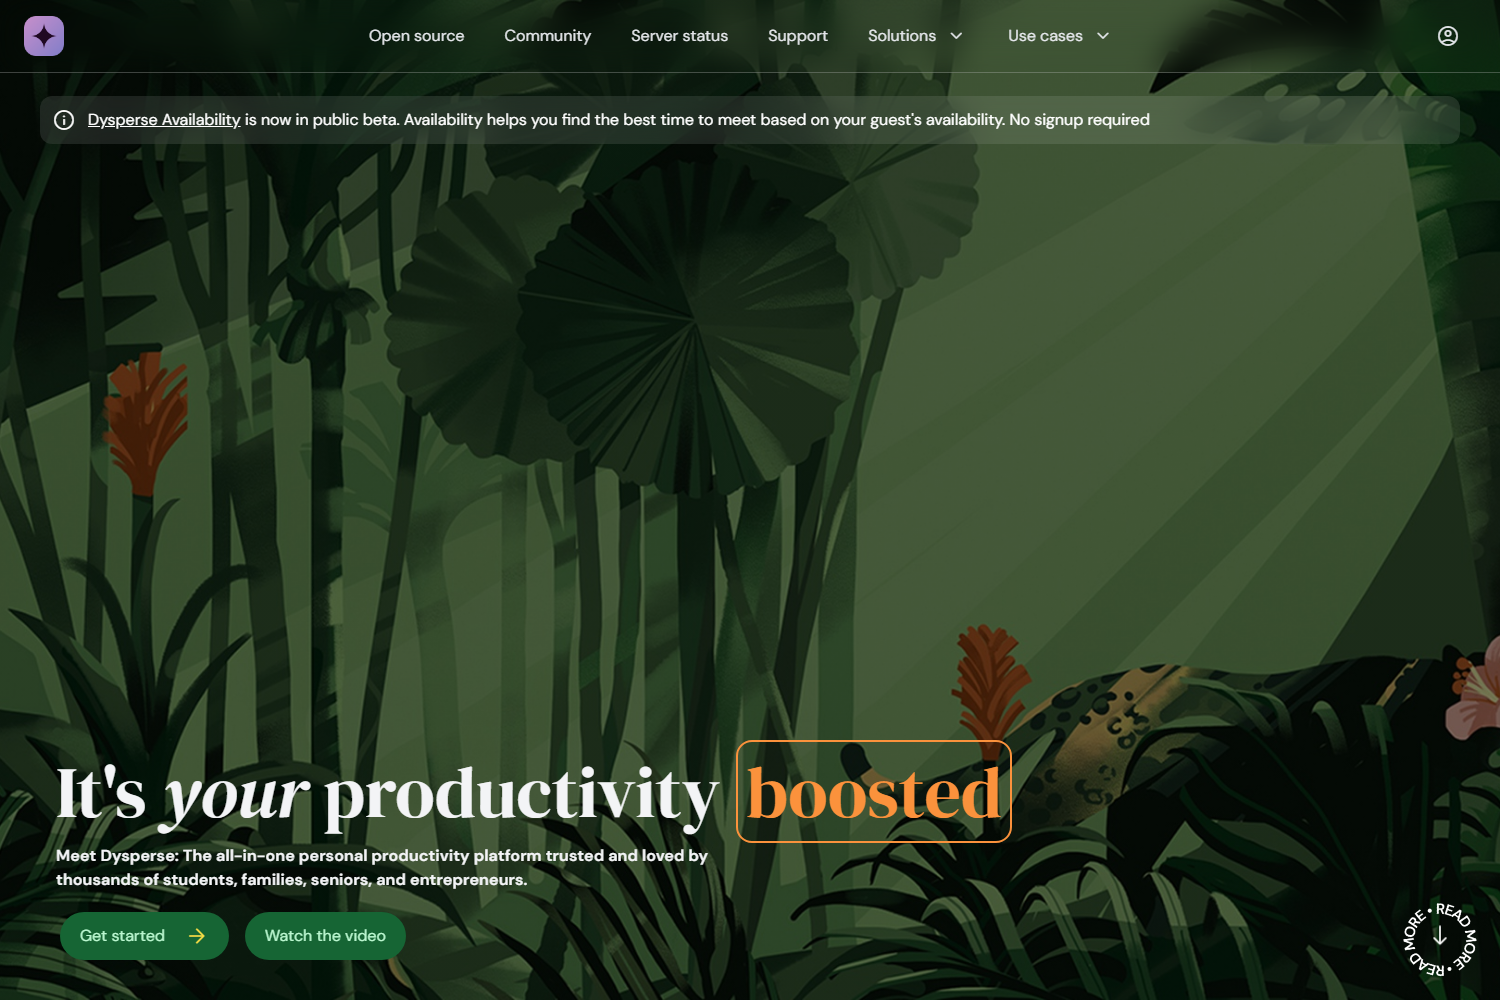 Open source Community Server status Support Solutions Use cases
Dysperse Availability is now in public beta. Availability helps you find the best time to meet based on your guest's availability. No signup required
It's your productivity boosted
Meet Dysperse: The all-in-one personal productivity platform trusted and loved by
thousands of students, families, seniors, and entrepreneurs.
Get started Watch the video
READ MORE • READ MORE •